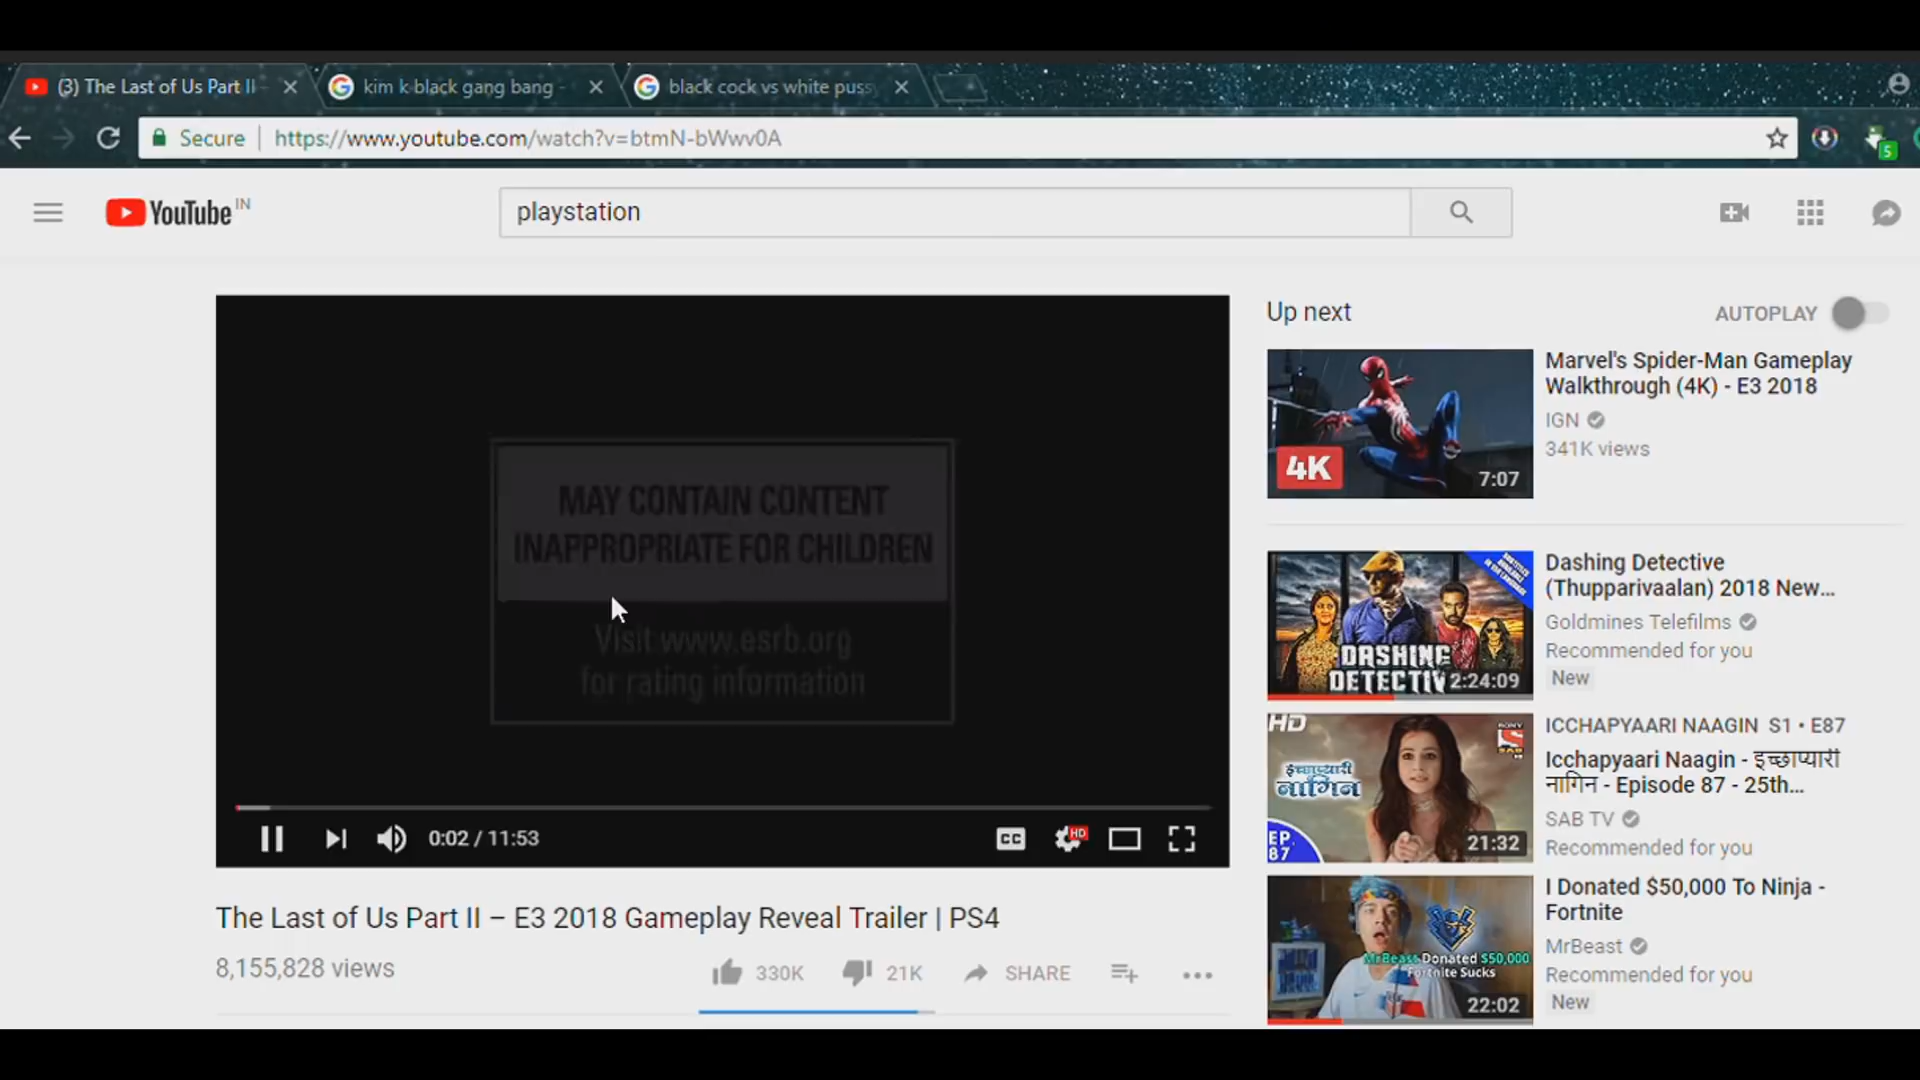 (3) The Last of Us Part II
kim k black gang bang -
black cock vs white puss
Secure https://www.youtube.com/watch?v=btmN-bWwv0A
5
YouTube IN
playstation
MAY CONTAIN CONTENT
INAPPROPRIATE FOR CHILDREN
Visit www.esrb.org
for rating information
0:02 / 11:53
CC
HD
The Last of Us Part II – E3 2018 Gameplay Reveal Trailer | PS4
8,155,828 views
330K
21K
SHARE
Up next
AUTOPLAY
4K
7:07
Marvel's Spider-Man Gameplay
Walkthrough (4K) - E3 2018
IGN
341K views
DASHING
DETECTIV
2:24:09
Dashing Detective
(Thupparivaalan) 2018 New...
Goldmines Telefilms
Recommended for you
New
HD
इच्छाप्यारी
नागिन
EP.
87
21:32
ICCHAPYAARI NAAGIN S1 • E87
Icchapyaari Naagin - इच्छाप्यारी
नागिन - Episode 87 - 25th...
SAB TV
Recommended for you
MrBeast Donated $50,000
Fortnite Sucks
22:02
I Donated $50,000 To Ninja -
Fortnite
MrBeast
Recommended for you
New